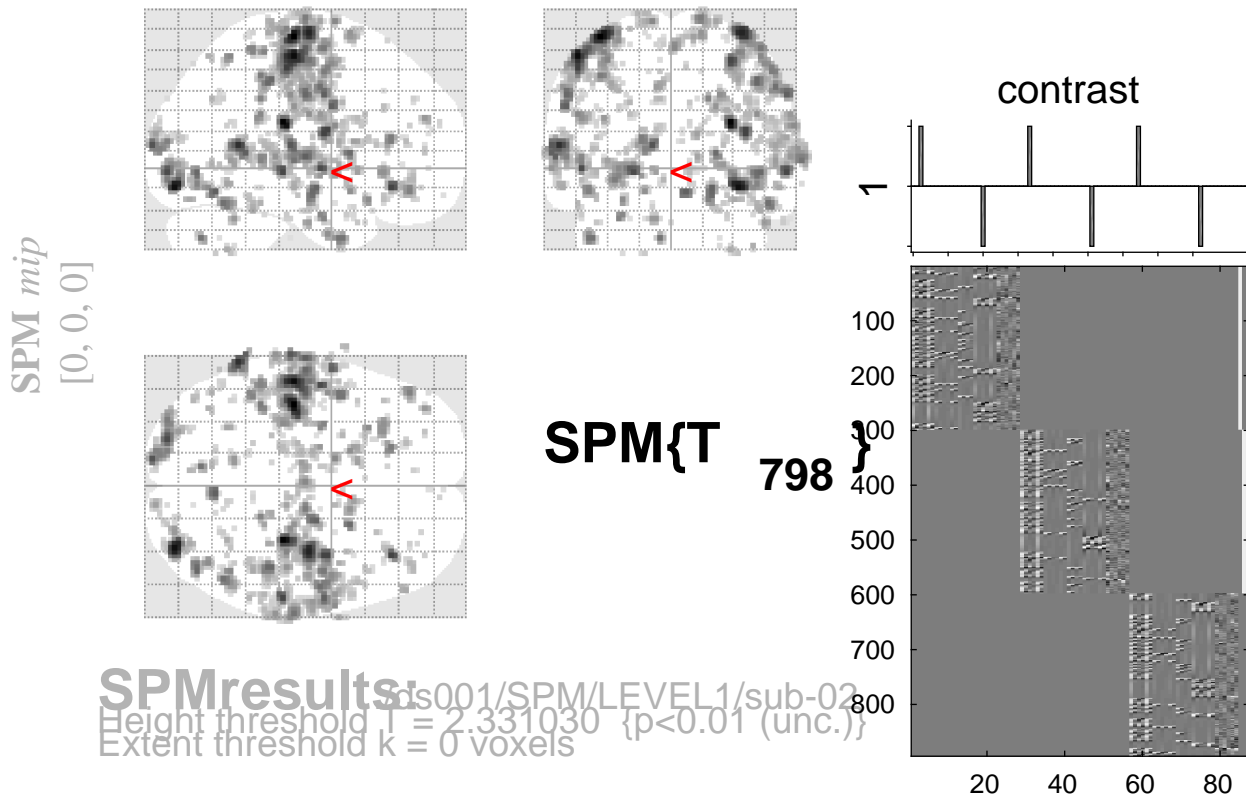 SPM mip
[0, 0, 0]
<
<
<
SPM{T 798 }
contrast
1
100
200
300
400
500
600
700
800
20
40
60
80
SPMresults: ./ds001/SPM/LEVEL1/sub-02
Height threshold T = 2.331030 {p<0.01 (unc.)}
Extent threshold k = 0 voxels